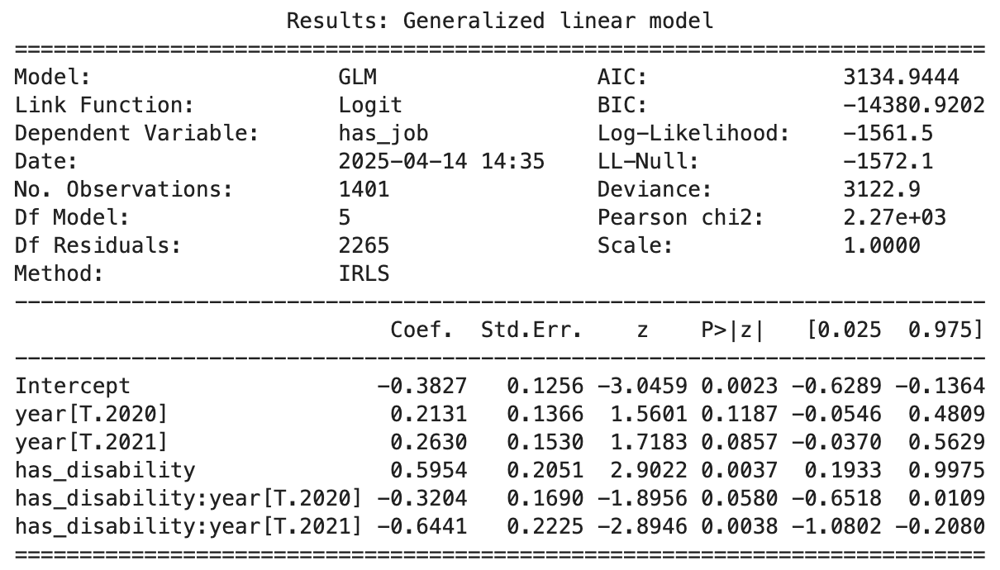 Results: Generalized linear model
==========================================================================
Model: GLM AIC: 3134.9444
Link Function: Logit BIC: -14380.9202
Dependent Variable: has_job Log-Likelihood: -1561.5
Date: 2025-04-14 14:35 LL-Null: -1572.1
No. Observations: 1401 Deviance: 3122.9
Df Model: 5 Pearson chi2: 2.27e+03
Df Residuals: 2265 Scale: 1.0000
Method: IRLS
--------------------------------------------------------------------------
Coef. Std.Err. z P>|z| [0.025 0.975]
--------------------------------------------------------------------------
Intercept -0.3827 0.1256 -3.0459 0.0023 -0.6289 -0.1364
year[T.2020] 0.2131 0.1366 1.5601 0.1187 -0.0546 0.4809
year[T.2021] 0.2630 0.1530 1.7183 0.0857 -0.0370 0.5629
has_disability 0.5954 0.2051 2.9022 0.0037 0.1933 0.9975
has_disability:year[T.2020] -0.3204 0.1690 -1.8956 0.0580 -0.6518 0.0109
has_disability:year[T.2021] -0.6441 0.2225 -2.8946 0.0038 -1.0802 -0.2080
==========================================================================